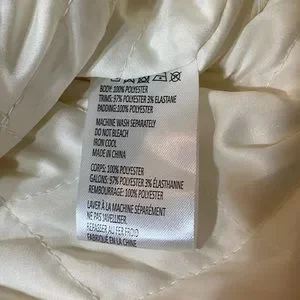 BODY: 100% POLYESTER
TRIMS: 97% POLYESTER 3% ELASTANE
PADDING: 100% POLYESTER
MACHINE WASH SEPARATELY
DO NOT BLEACH
IRON COOL
MADE IN CHINA
CORPS: 100% POLYESTER
GALONS: 97% POLYESTER 3% ÉLASTHANNE
REMBOURRAGE: 100% POLYESTER
LAVER À LA MACHINE SÉPARÉMENT
NE PAS JAVELLISER
REPASSER AU FER FROID
FABRIQUÉ EN LA CHINE